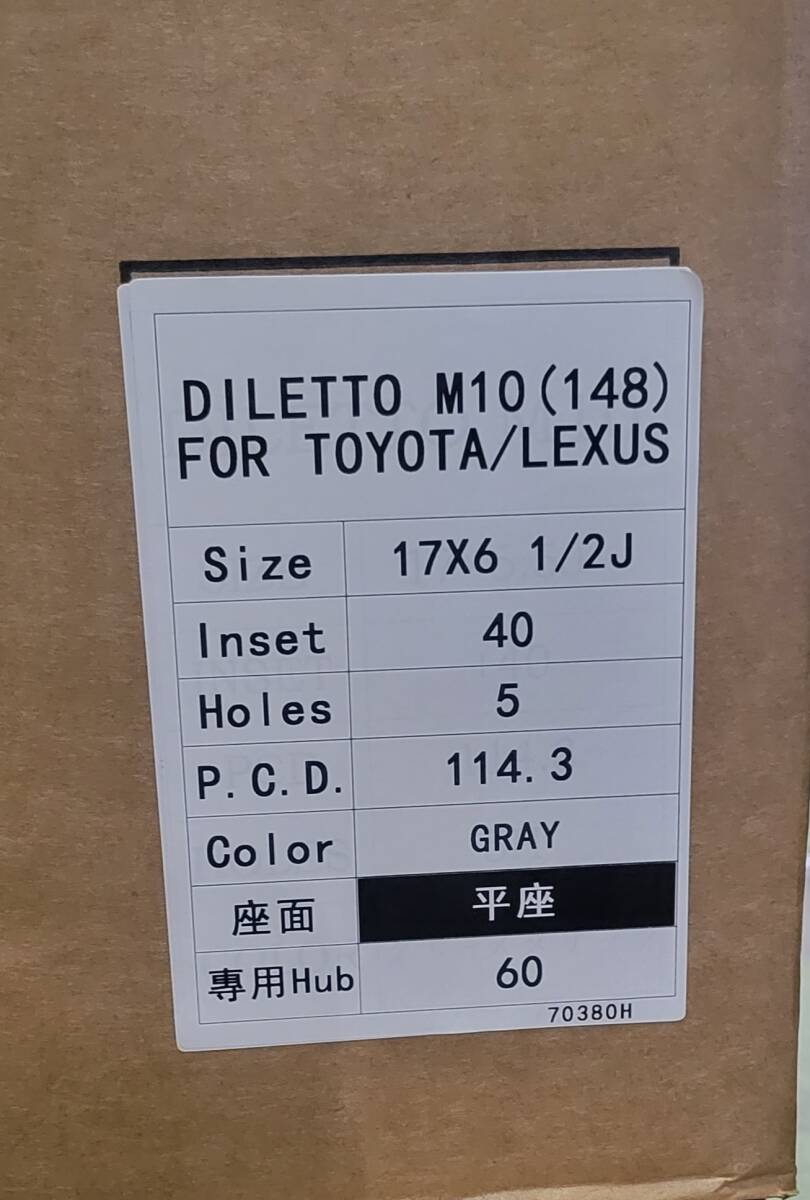 DILETTO M10(148)
FOR TOYOTA/LEXUS
Size 17X6 1/2J
Inset 40
Holes 5
P.C.D. 114.3
Color GRAY
座面 平座
專用Hub 60
70380H